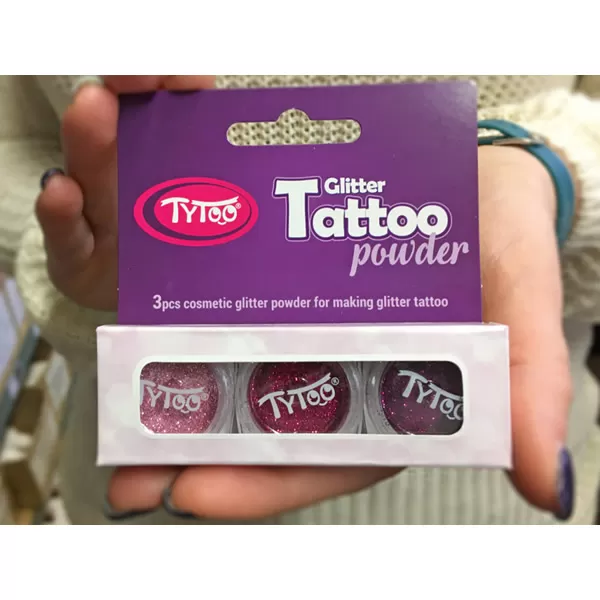 TyToo®
Glitter
Tattoo
powder
3pcs cosmetic glitter powder for making glitter tattoo
TyToo®
TyToo®
TyToo